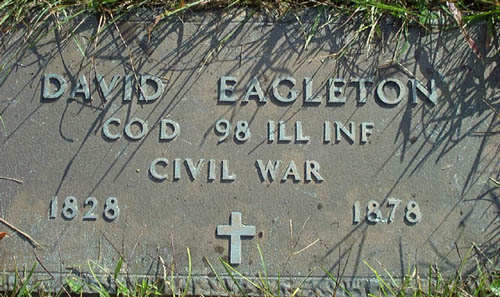 DAVID EAGLETON
CO D 98 ILL INF
CIVIL WAR
1828 1878